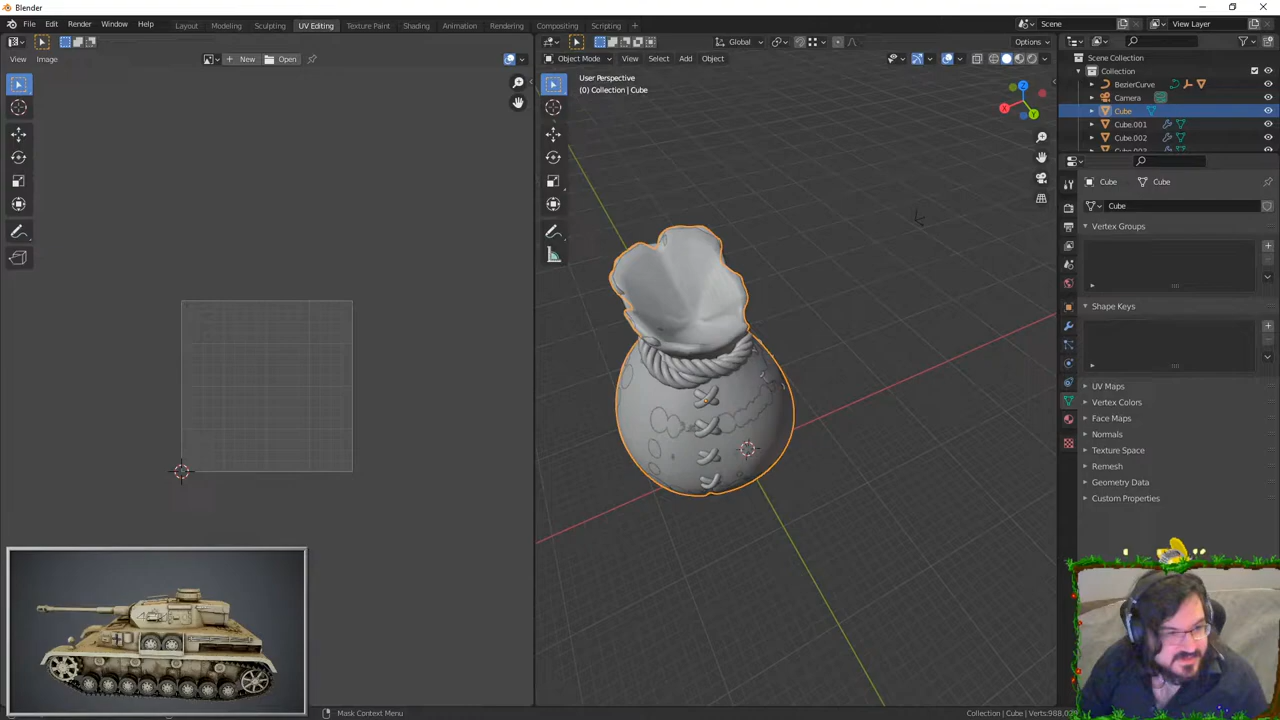 Blender
File Edit Render Window Help Layout Modeling Sculpting UV Editing Texture Paint Shading Animation Rendering Compositing Scripting + Scene View Layer
Global Options
View Image New Open Object Mode View Select Add Object
User Perspective
(0) Collection | Cube
X
Y
Z
Scene Collection
Collection
BezierCurve
Camera
Cube
Cube.001
Cube.002
Cube Cube
Cube
Vertex Groups
Shape Keys
UV Maps
Vertex Colors
Face Maps
Normals
Texture Space
Remesh
Geometry Data
Custom Properties
Mask Context Menu
Collection | Cube | Verts:988,0